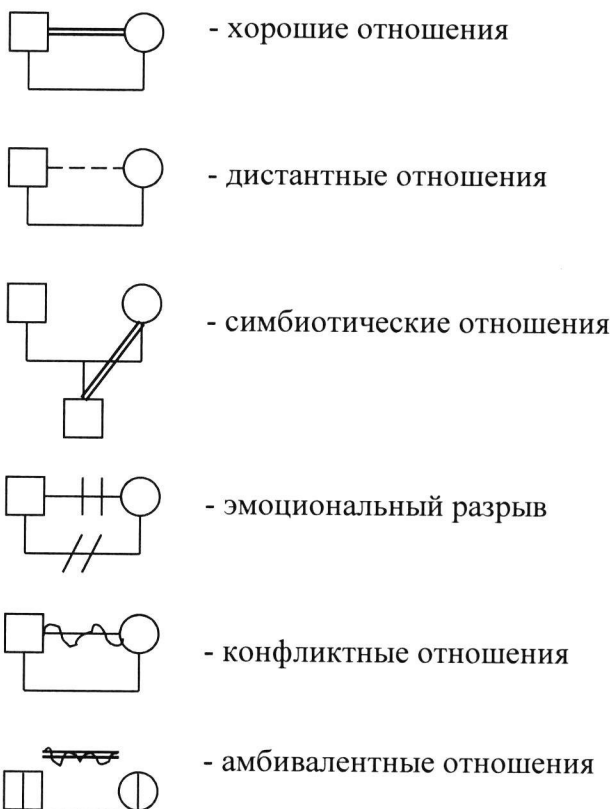 - хорошие отношения
- дистантные отношения
- симбиотические отношения
- эмоциональный разрыв
- конфликтные отношения
- амбивалентные отношения